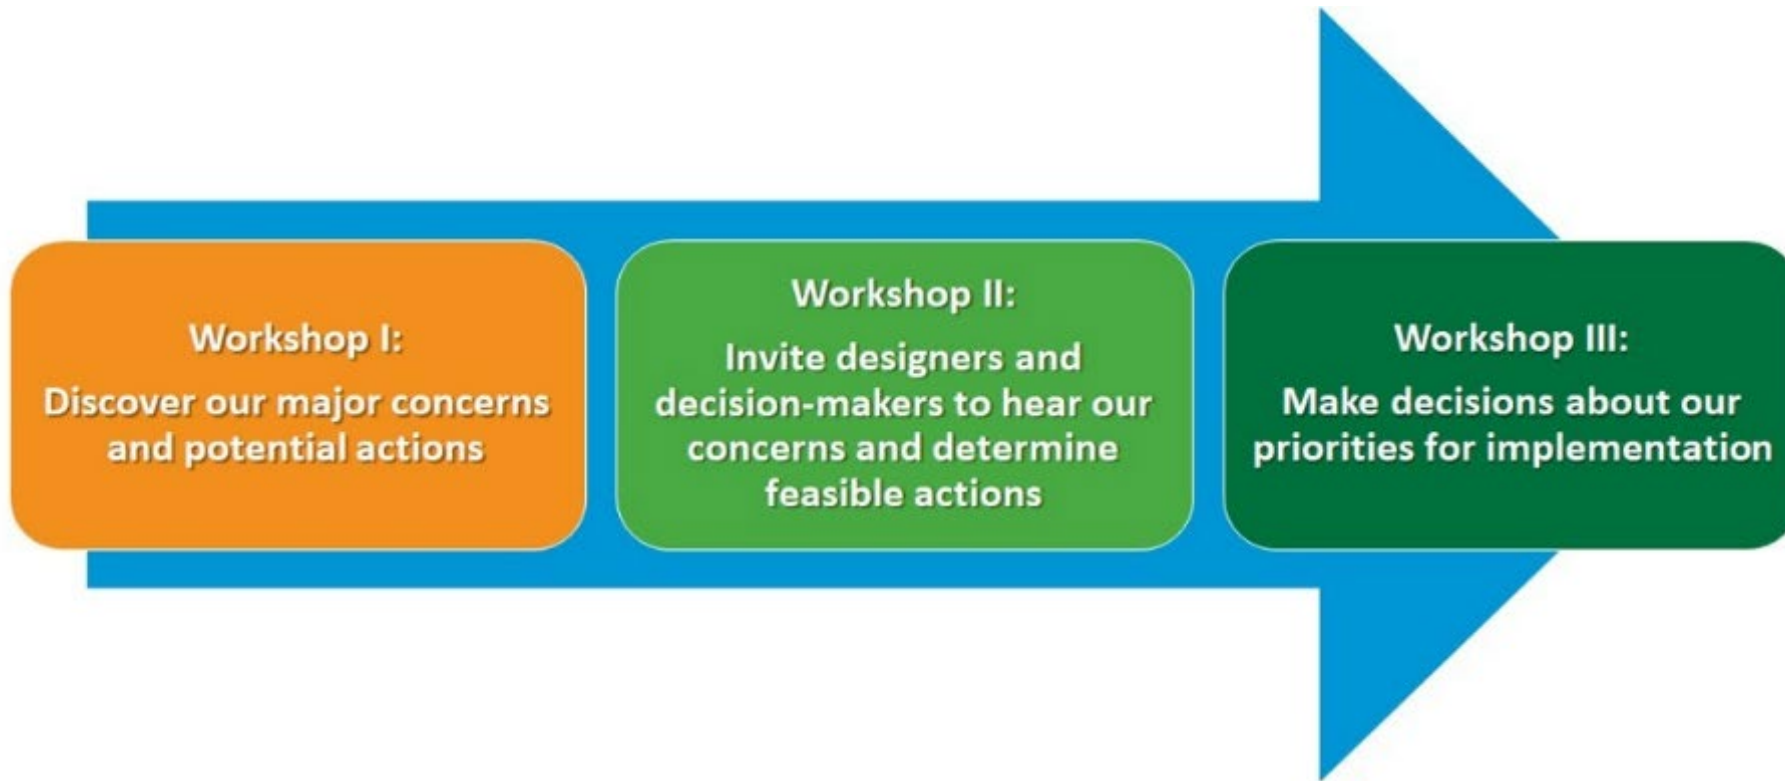 Workshop I:
Discover our major concerns
and potential actions
Workshop II:
Invite designers and
decision-makers to hear our
concerns and determine
feasible actions
Workshop III:
Make decisions about our
priorities for implementation